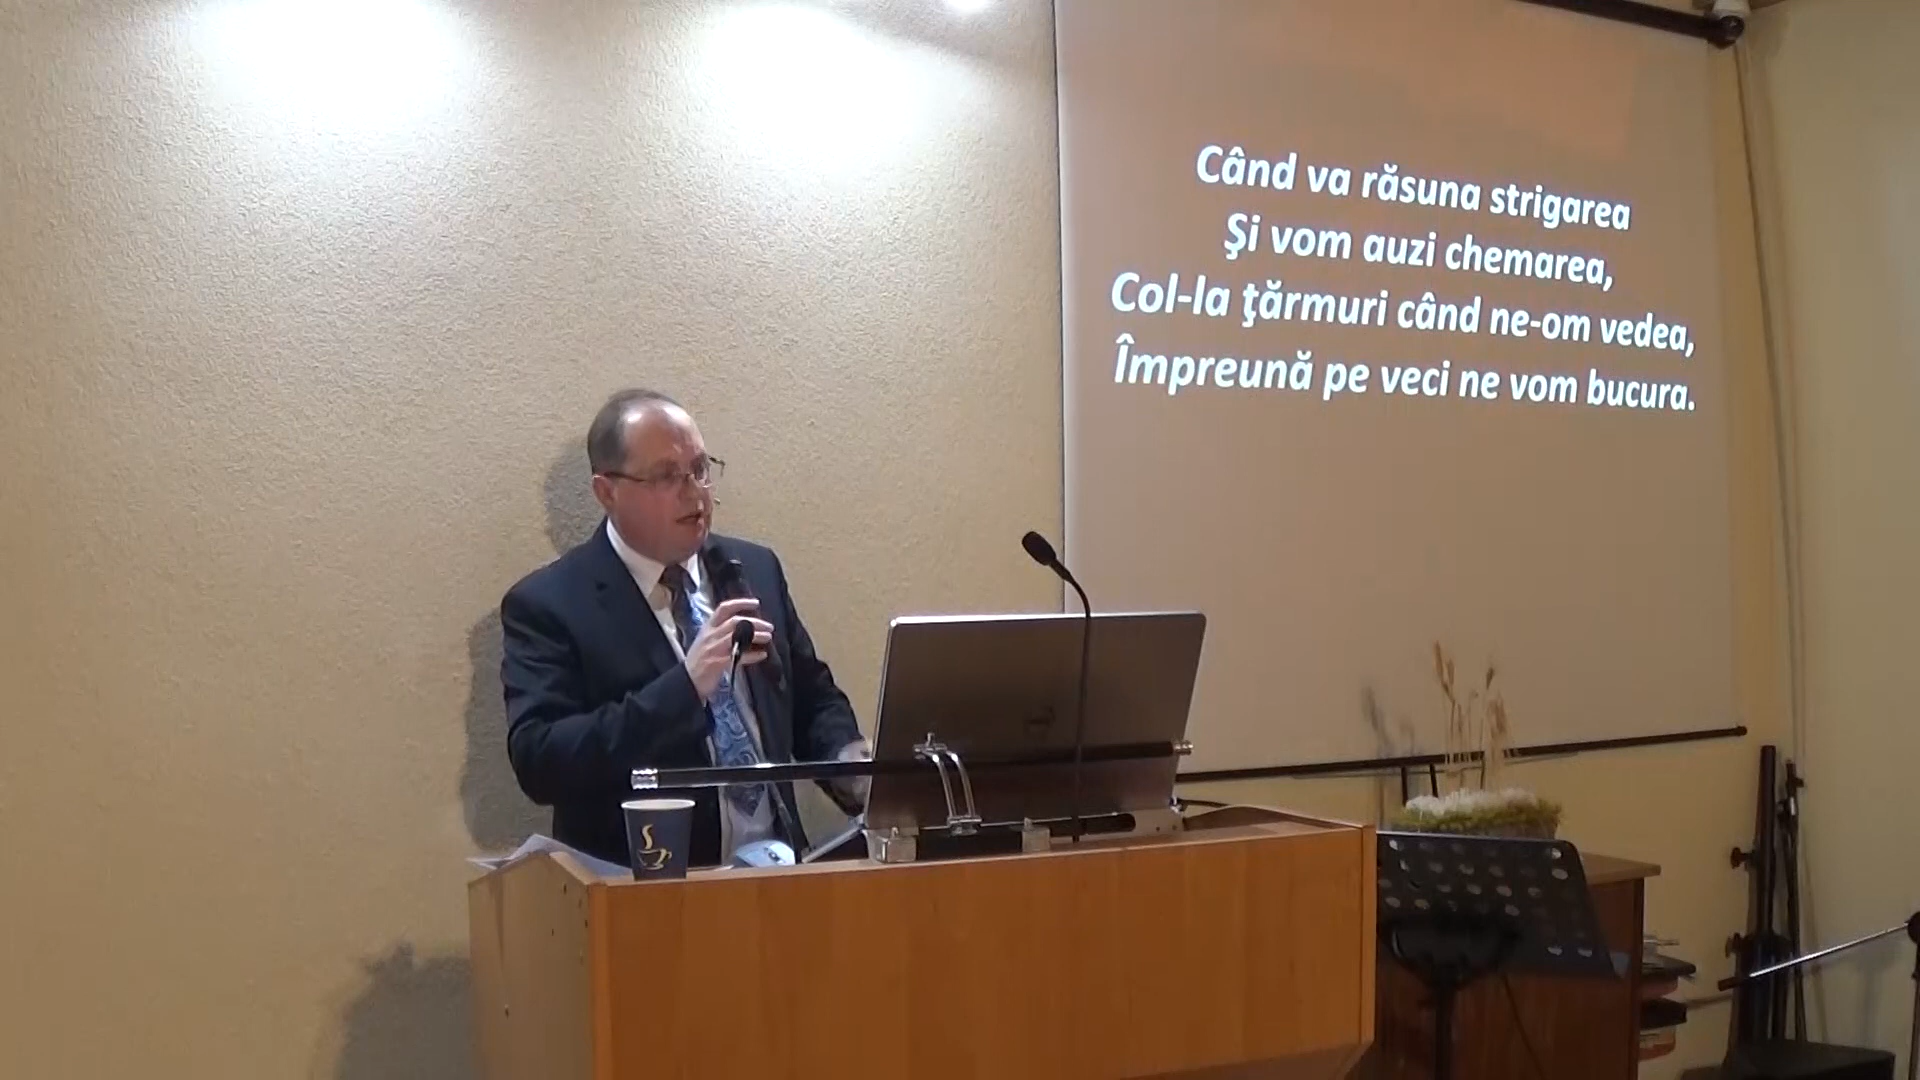 Când va răsuna strigarea
Şi vom auzi chemarea,
Col-la ţărmuri când ne-om vedea,
Împreună pe veci ne vom bucura.